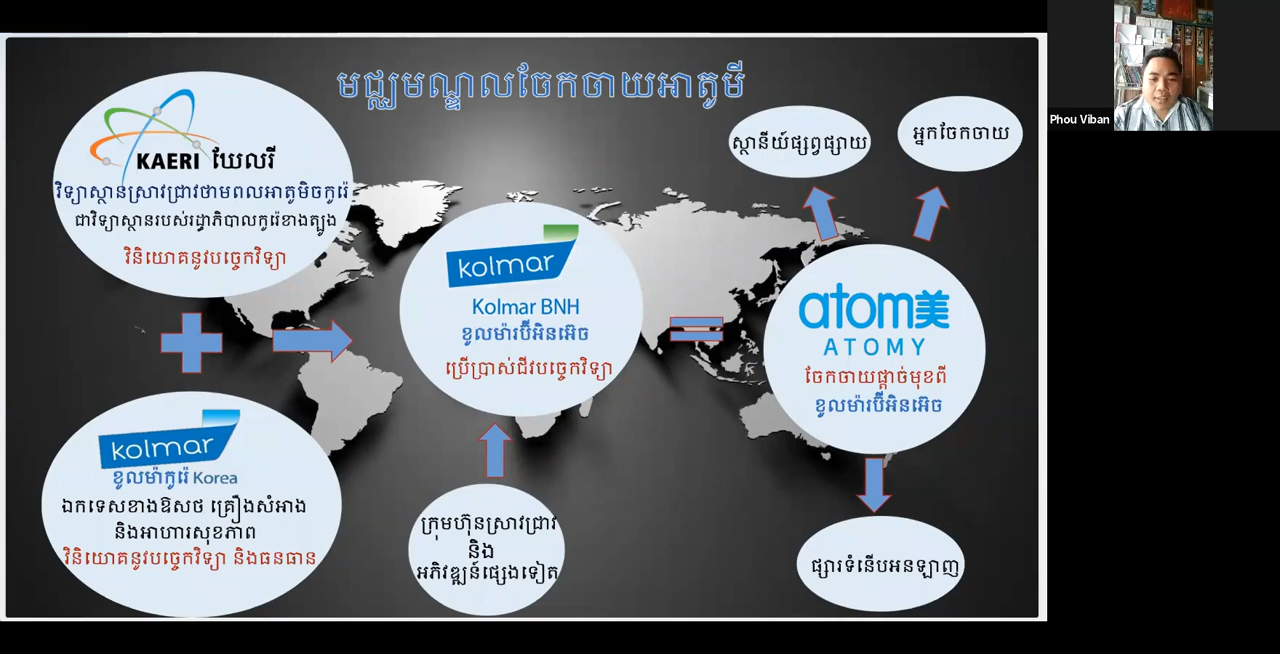 មជ្ឈមណ្ឌលចែកចាយអាតូមី
KAERI ឃែលរី
វិទ្យាស្ថានស្រាវជ្រាវថាមពលអាតូមិចកូរ៉េ
ជាវិទ្យាស្ថានរបស់រដ្ឋាភិបាលកូរ៉េខាងត្បូង
វិនិយោគនូវបច្ចេកវិទ្យា
kolmar
ខូលម៉ាកូរ៉េ Korea
ឯកទេសខាងឱសថ គ្រឿងសំអាង
និងអាហារសុខភាព
វិនិយោគនូវបច្ចេកវិទ្យា និងធនធាន
kolmar
Kolmar BNH
ខូលម៉ារប៊ីអិនអ៊េច
ប្រើប្រាស់ជីវបច្ចេកវិទ្យា
ក្រុមហ៊ុនស្រាវជ្រាវ
និង
អភិវឌ្ឍន៍ផ្សេងទៀត
ស្ថានីយ៍ផ្សព្វផ្សាយ
អ្នកចែកចាយ
atom美
ATOMY
ចែកចាយផ្តាច់មុខពី
ខូលម៉ារប៊ីអិនអ៊េច
ផ្សារទំនើបអនឡាញ
Phou Viban